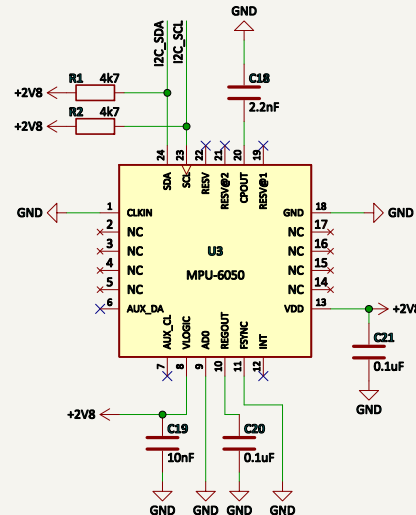 GND
I2C_SDA
I2C_SCL
R1 4k7
+2V8
R2 4k7
+2V8
C18
2.2nF
24 23 22 21 20 19
SDA SCL RESV RESV@2 CPOUT RESV@1
GND 1 CLKIN GND 18 GND
2 NC NC 17
3 NC NC 16
4 NC NC 15
5 NC NC 14
U3
MPU-6050
6 AUX_DA VDD 13 +2V8
AUX_CL VLOGIC AD0 REGOUT FSYNC INT
7 8 9 10 11 12
C21
0.1uF
GND
+2V8
C19
10nF
C20
0.1uF
GND GND GND GND